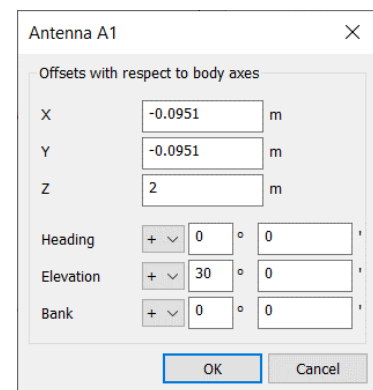 Antenna A1
Offsets with respect to body axes
X -0.0951 m
Y -0.0951 m
Z 2 m
Heading + 0 ° 0 '
Elevation + 30 ° 0 '
Bank + 0 ° 0 '
OK Cancel